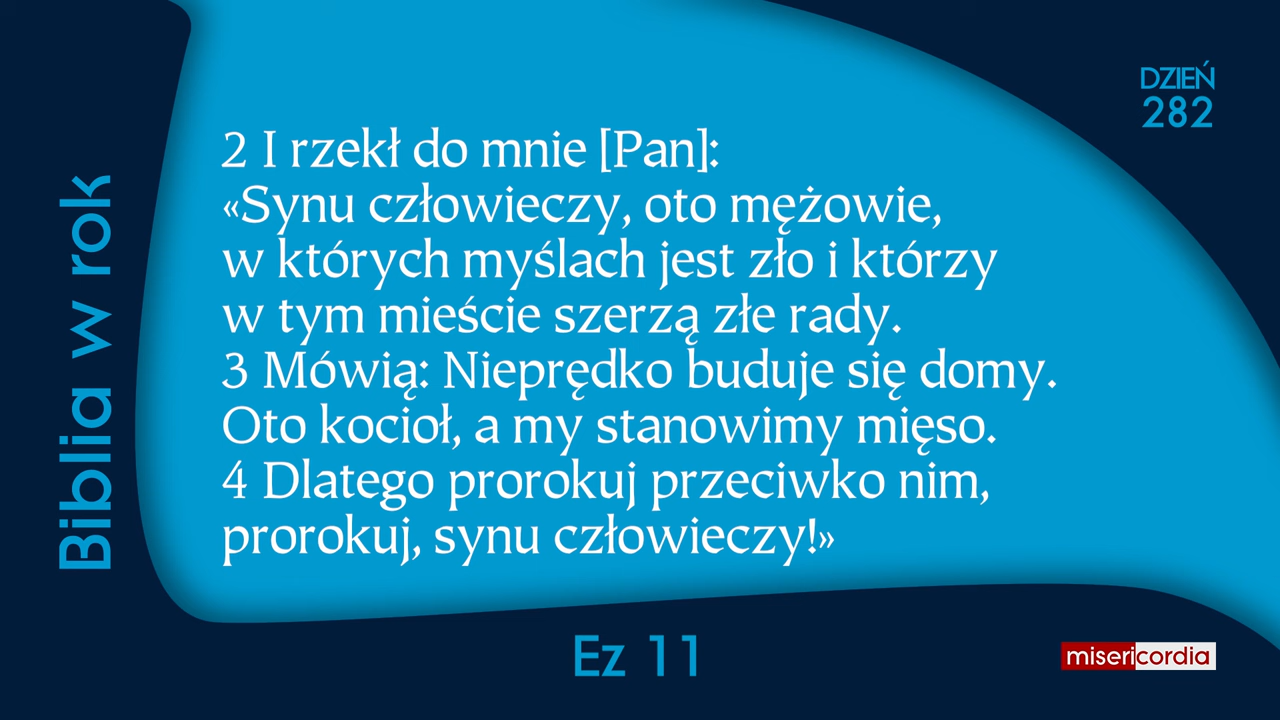 DZIEŃ
282
2 I rzekł do mnie [Pan]:
«Synu człowieczy, oto mężowie,
w których myślach jest zło i którzy
w tym mieście szerzą złe rady.
3 Mówią: Nieprędko buduje się domy.
Oto kocioł, a my stanowimy mięso.
4 Dlatego prorokuj przeciwko nim,
prorokuj, synu człowieczy!»
Biblia w rok
Ez 11
misericordia